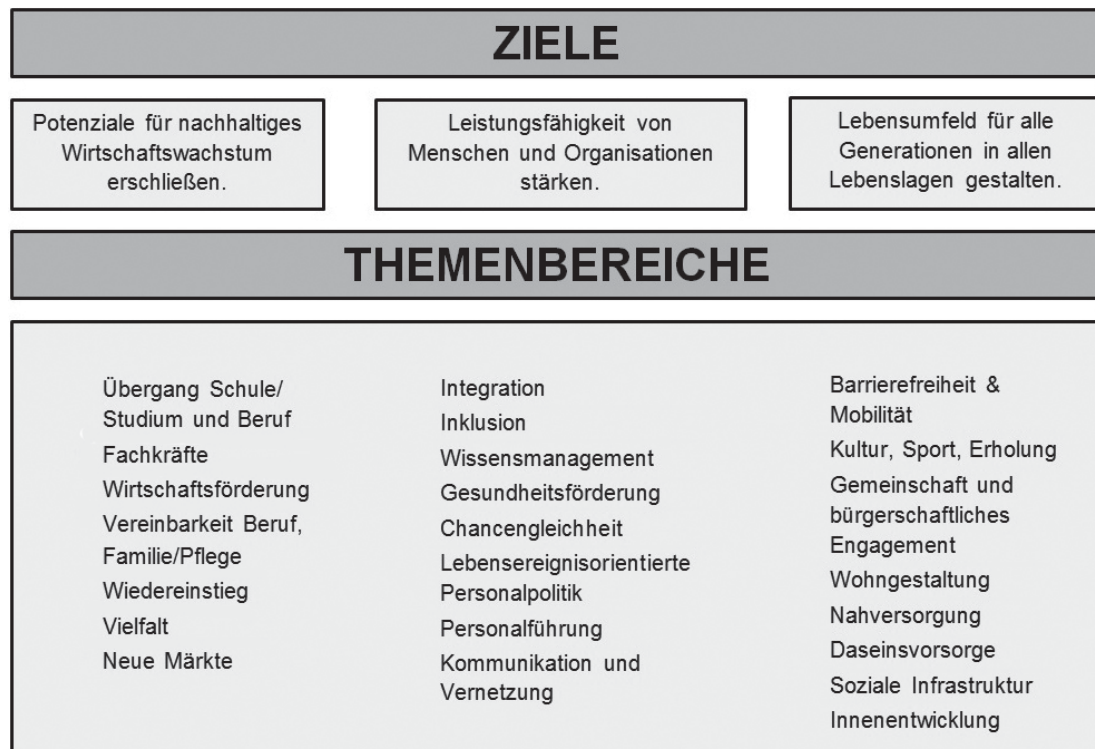 ZIELE
Potenziale für nachhaltiges
Wirtschaftswachstum
erschließen.
Leistungsfähigkeit von
Menschen und Organisationen
stärken.
Lebensumfeld für alle
Generationen in allen
Lebenslagen gestalten.
THEMENBEREICHE
Übergang Schule/
Studium und Beruf
Fachkräfte
Wirtschaftsförderung
Vereinbarkeit Beruf,
Familie/Pflege
Wiedereinstieg
Vielfalt
Neue Märkte
Integration
Inklusion
Wissensmanagement
Gesundheitsförderung
Chancengleichheit
Lebensereignisorientierte
Personalpolitik
Personalführung
Kommunikation und
Vernetzung
Barrierefreiheit &
Mobilität
Kultur, Sport, Erholung
Gemeinschaft und
bürgerschaftliches
Engagement
Wohngestaltung
Nahversorgung
Daseinsvorsorge
Soziale Infrastruktur
Innenentwicklung